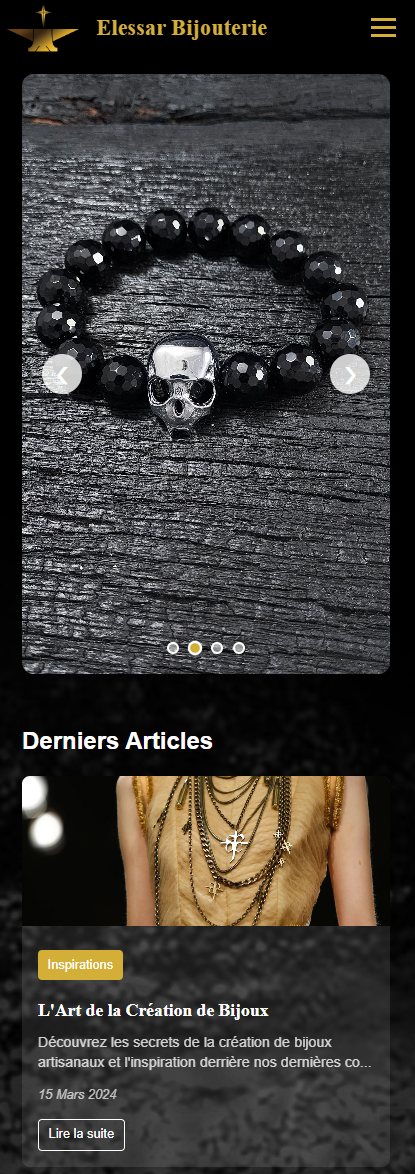 Elessar Bijouterie
Derniers Articles
Inspirations
L'Art de la Création de Bijoux
Découvrez les secrets de la création de bijoux
artisanaux et l'inspiration derrière nos dernières co...
15 Mars 2024
Lire la suite